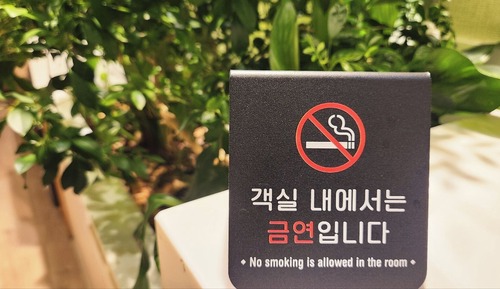 객실 내에서는
금연입니다
◆ No smoking is allowed in the room ◆